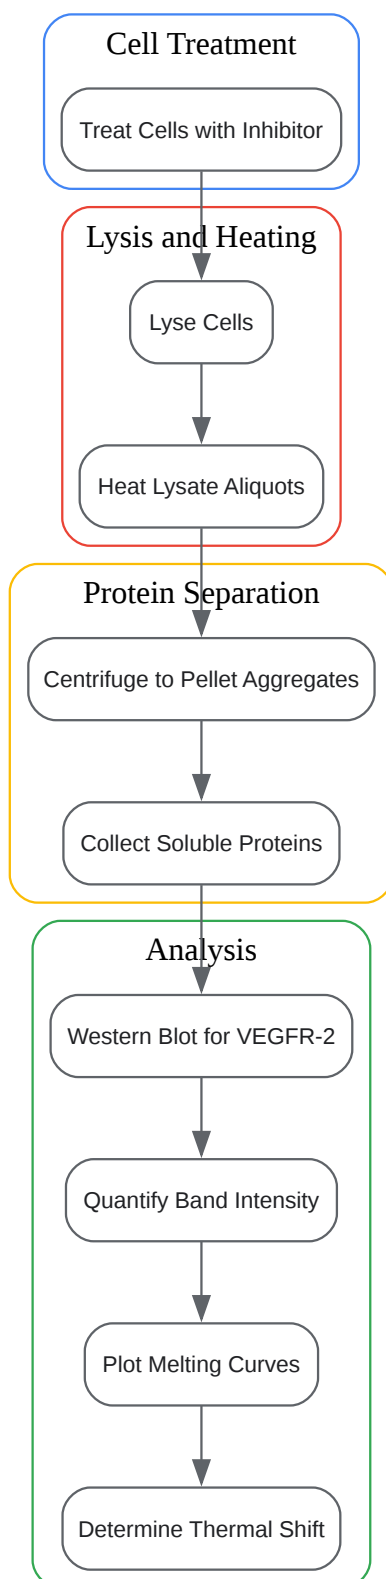 Cell Treatment
Treat Cells with Inhibitor
Lysis and Heating
Lyse Cells
Heat Lysate Aliquots
Protein Separation
Centrifuge to Pellet Aggregates
Collect Soluble Proteins
Analysis
Western Blot for VEGFR-2
Quantify Band Intensity
Plot Melting Curves
Determine Thermal Shift